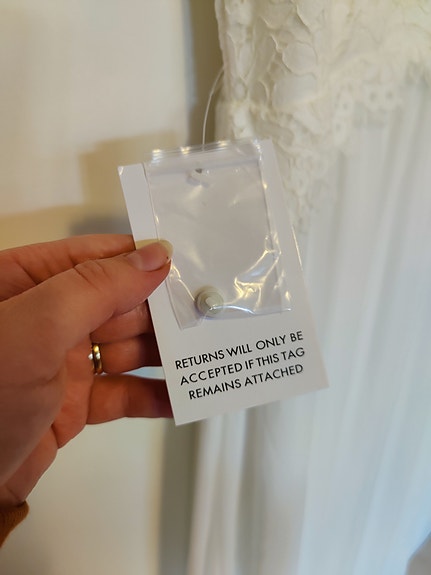 RETURNS WILL ONLY BE
ACCEPTED IF THIS TAG
REMAINS ATTACHED